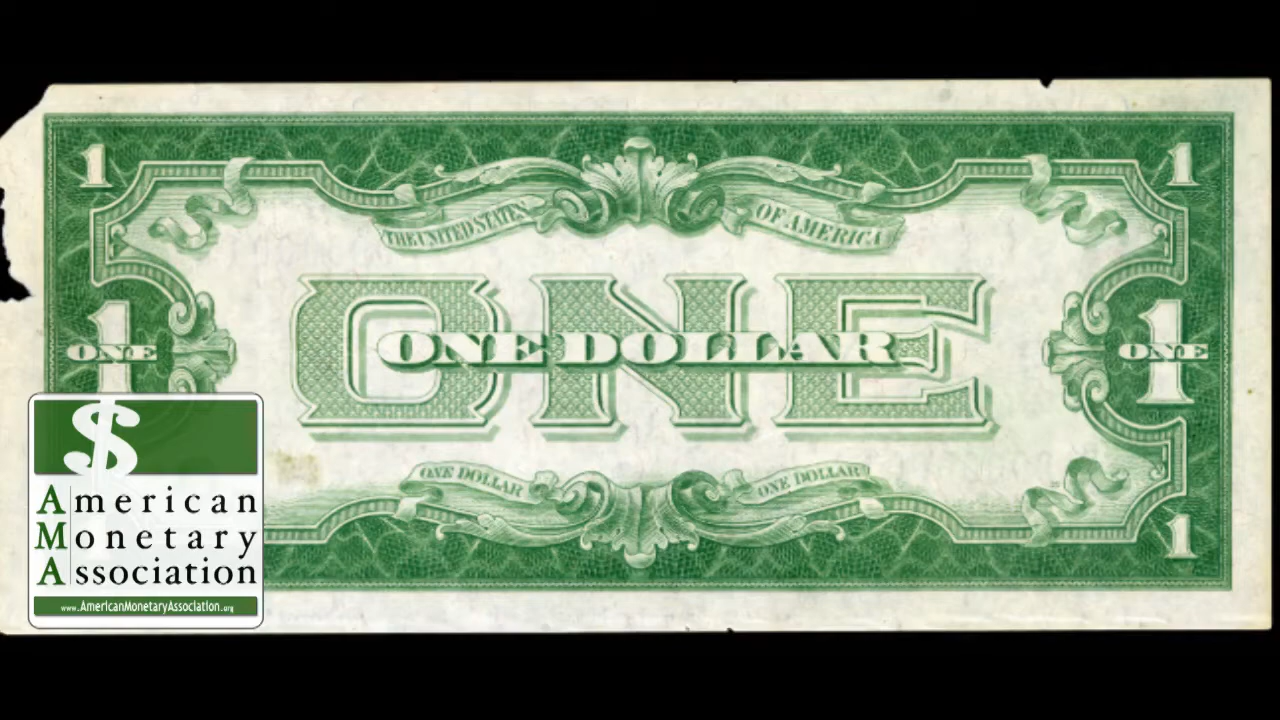 1
1
THE UNITED STATES
OF AMERICA
ONE
ONE DOLLAR
1
ONE
1
ONE
ONE DOLLAR
ONE DOLLAR
1
$
American
Monetary
Association
www.AmericanMonetaryAssociation.org